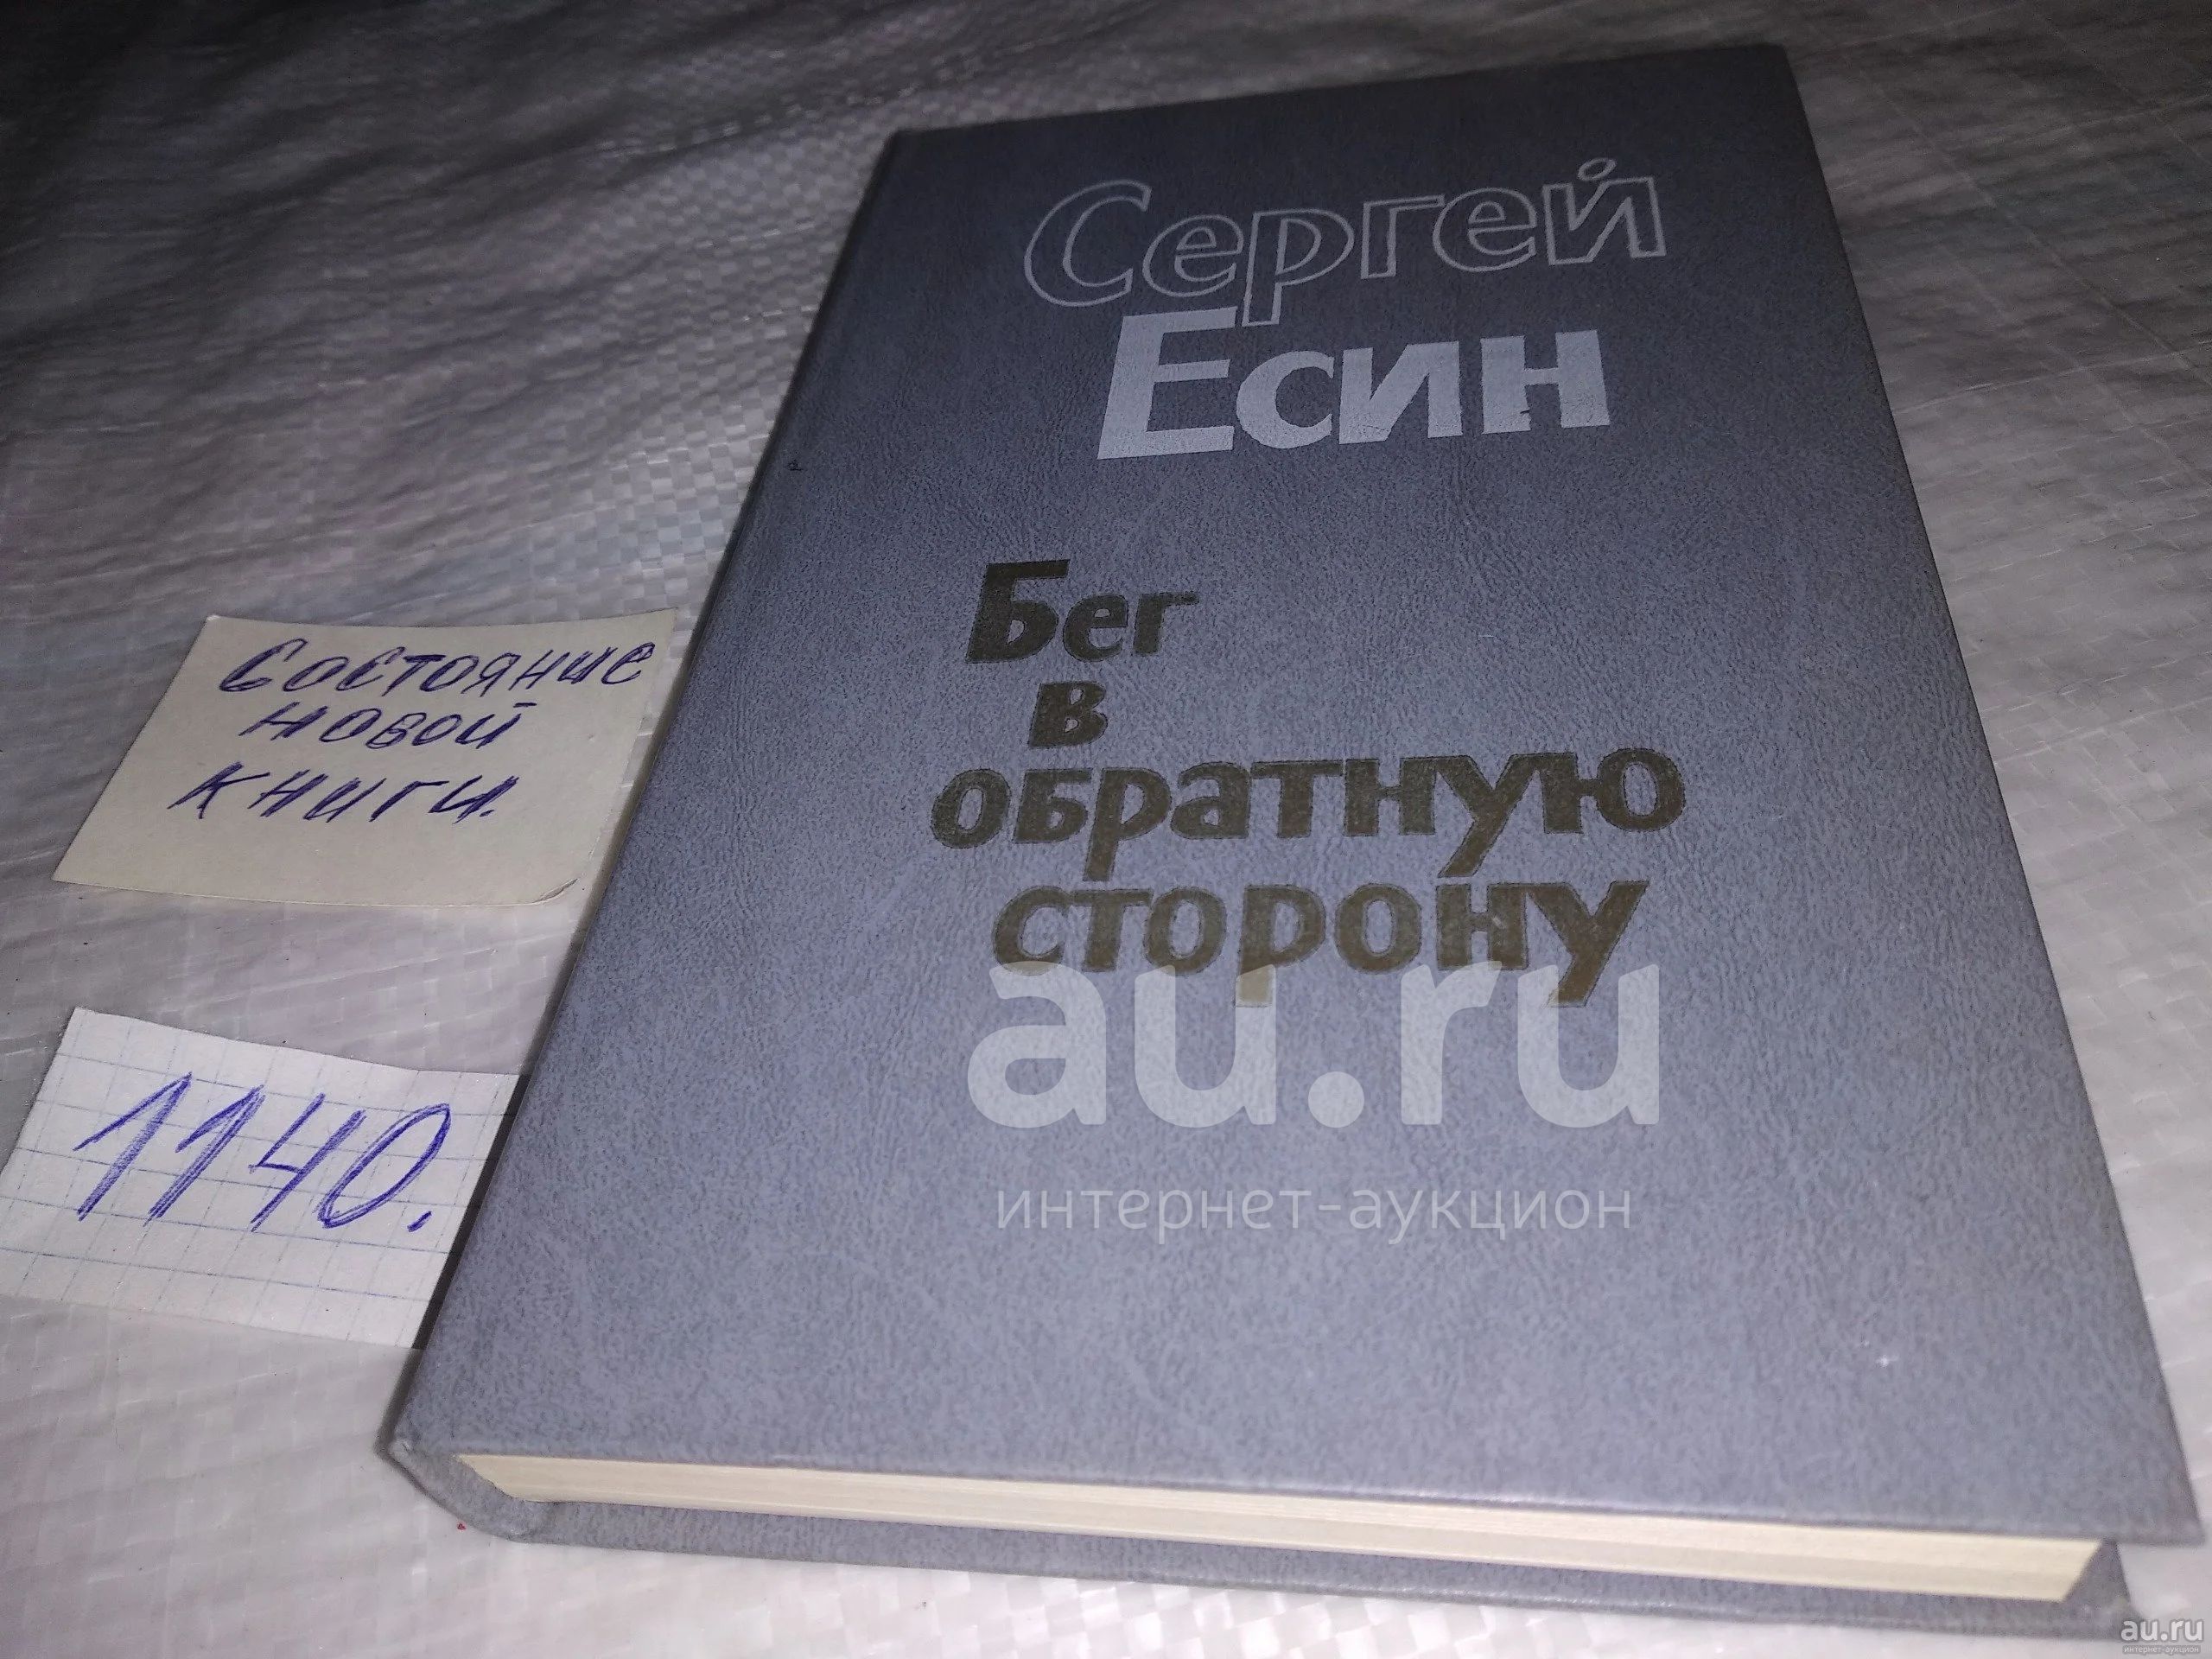 Сергей
Есин
Бег
в
обратную
сторону
Состояние
новой
книги.
1140.
au.ru
интернет-аукцион
au.ru
интернет-аукцион